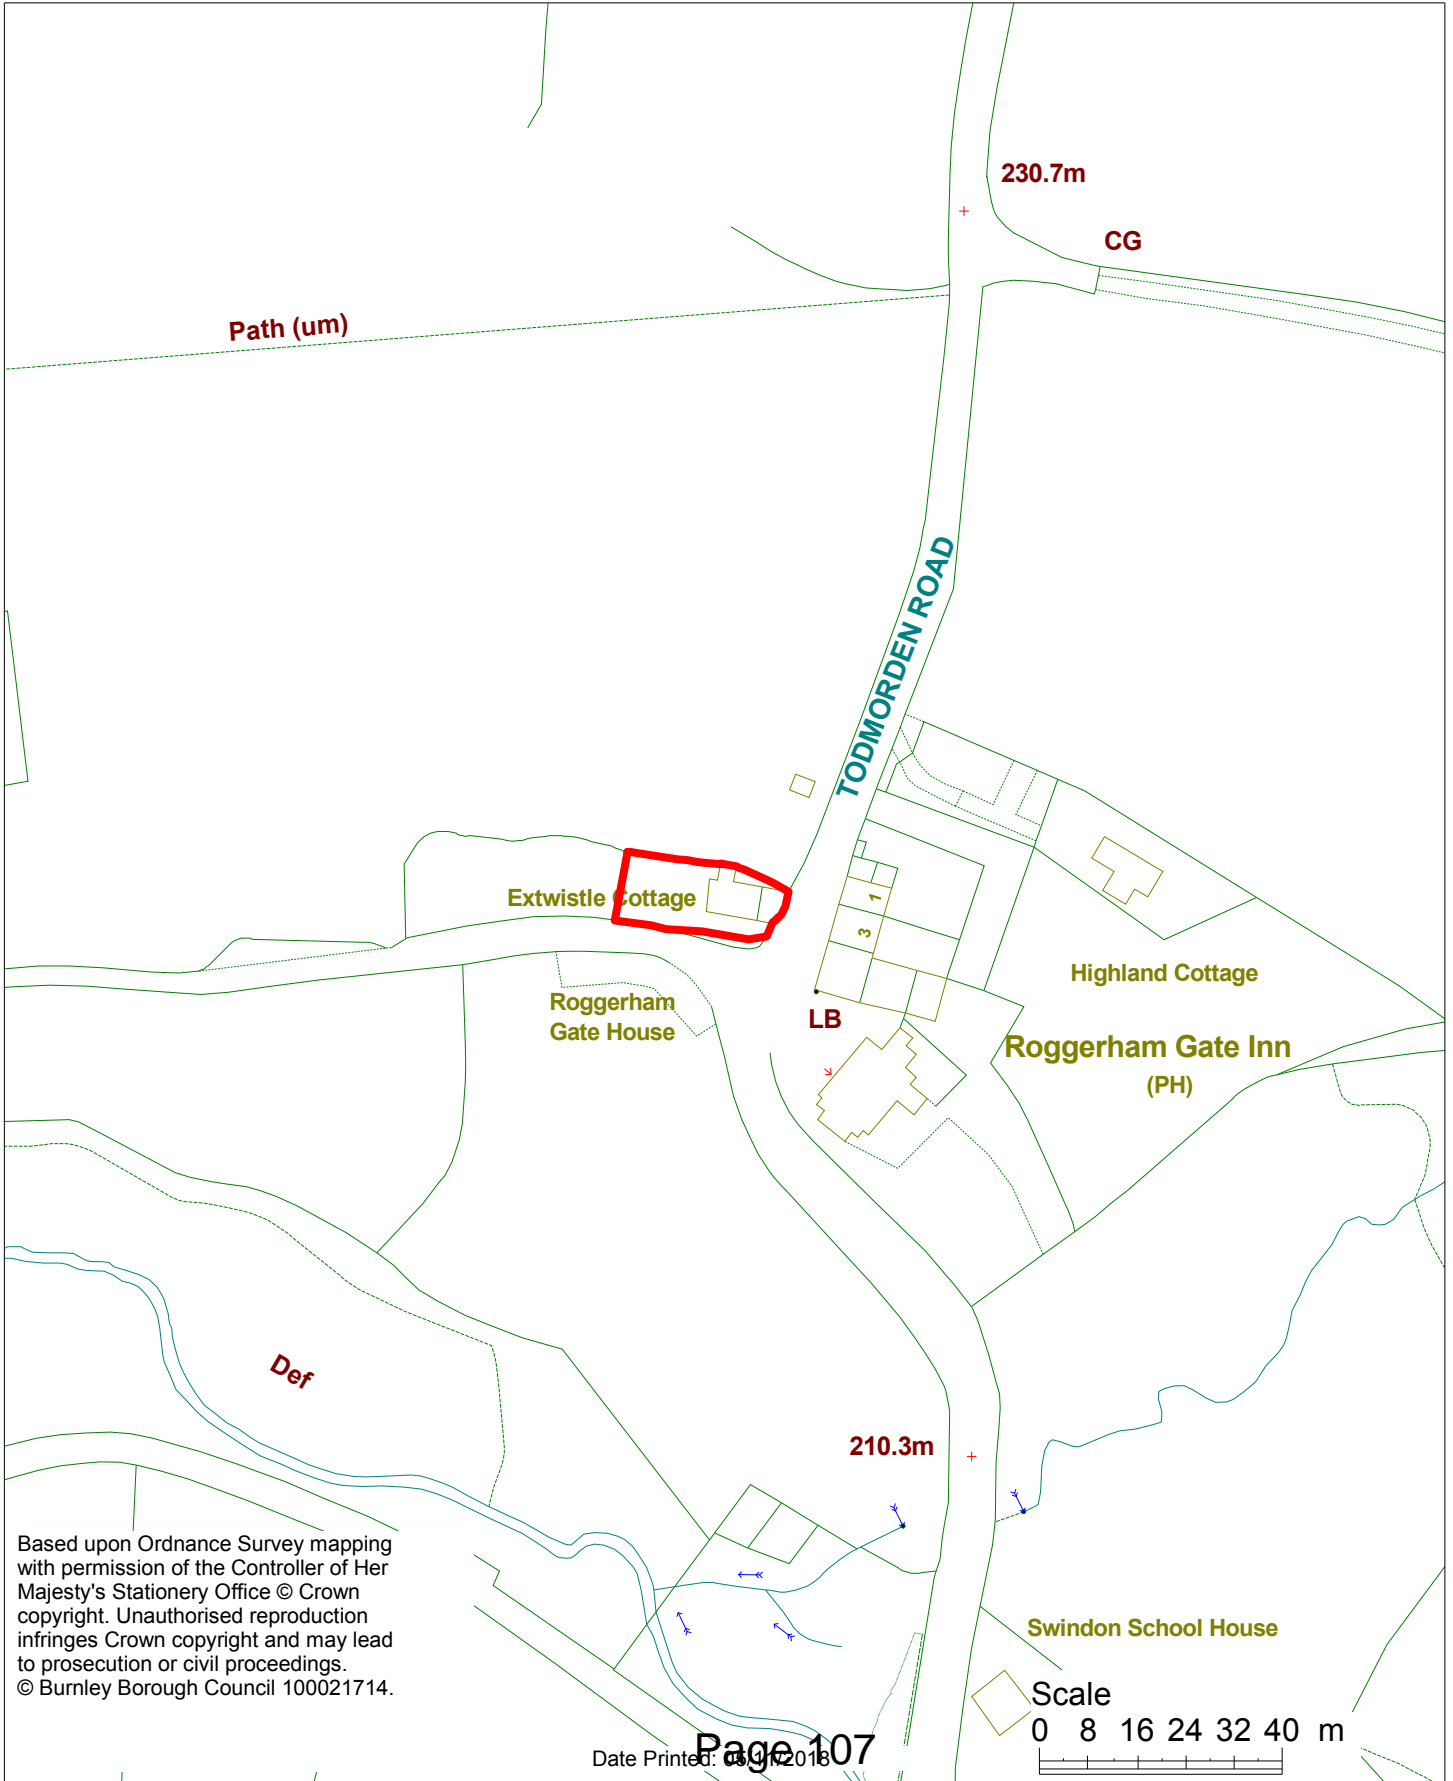 230.7m
CG
Path (um)
TODMORDEN ROAD
Extwistle Cottage
1
3
Highland Cottage
Roggerham
Gate House
LB
Roggerham Gate Inn
(PH)
Def
210.3m
Based upon Ordnance Survey mapping
with permission of the Controller of Her
Majesty's Stationery Office © Crown
copyright. Unauthorised reproduction
infringes Crown copyright and may lead
to prosecution or civil proceedings.
© Burnley Borough Council 100021714.
Swindon School House
Scale
0 8 16 24 32 40 m
Page 107
Date Printed: 05/11/2018